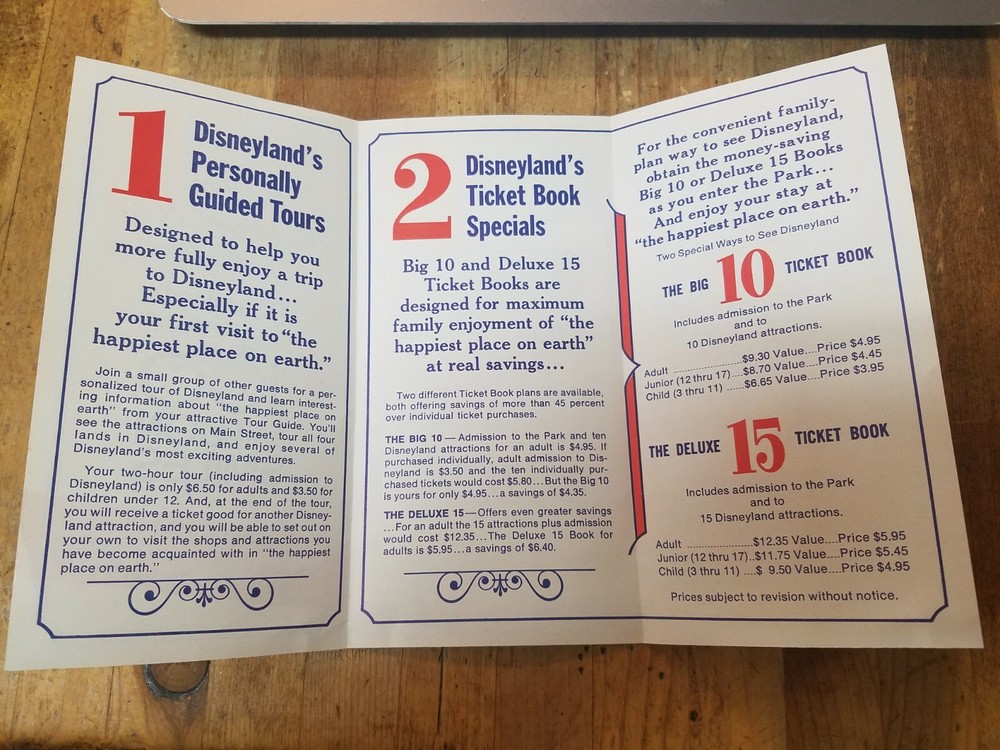 1
Disneyland's
Personally
Guided Tours
Designed to help you
more fully enjoy a trip
to Disneyland...
Especially if it is
your first visit to "the
happiest place on earth."
Join a small group of other guests for a per-
sonalized tour of Disneyland and learn interest-
ing information about "the happiest place on
earth" from your attractive Tour Guide. You'll
see the attractions on Main Street, tour all four
lands in Disneyland, and enjoy several of
Disneyland's most exciting adventures.
Your two-hour tour (including admission to
Disneyland) is only $6.50 for adults and $3.50 for
children under 12. And, at the end of the tour,
you will receive a ticket good for another Disney-
land attraction, and you will be able to set out on
your own to visit the shops and attractions you
have become acquainted with in "the happiest
place on earth."
2
Disneyland's
Ticket Book
Specials
Big 10 and Deluxe 15
Ticket Books are
designed for maximum
family enjoyment of "the
happiest place on earth"
at real savings...
Two different Ticket Book plans are available,
both offering savings of more than 45 percent
over individual ticket purchases.
THE BIG 10 — Admission to the Park and ten
Disneyland attractions for an adult is $4.95. If
purchased individually, adult admission to Dis-
neyland is $3.50 and the ten individually pur-
chased tickets would cost $5.80...But the Big 10
is yours for only $4.95...a savings of $4.35.
THE DELUXE 15—Offers even greater savings
...For an adult the 15 attractions plus admission
would cost $12.35...The Deluxe 15 Book for
adults is $5.95...a savings of $6.40.
For the convenient family-
plan way to see Disneyland,
obtain the money-saving
Big 10 or Deluxe 15 Books
as you enter the Park...
And enjoy your stay at
"the happiest place on earth."
Two Special Ways to See Disneyland
THE BIG 10 TICKET BOOK
Includes admission to the Park
and to
10 Disneyland attractions.
Adult ......................$9.30 Value....Price $4.95
Junior (12 thru 17)....$8.70 Value....Price $4.45
Child (3 thru 11) ......$6.65 Value....Price $3.95
THE DELUXE 15 TICKET BOOK
Includes admission to the Park
and to
15 Disneyland attractions.
Adult ......................$12.35 Value....Price $5.95
Junior (12 thru 17)..$11.75 Value....Price $5.45
Child (3 thru 11) ....$ 9.50 Value....Price $4.95
Prices subject to revision without notice.